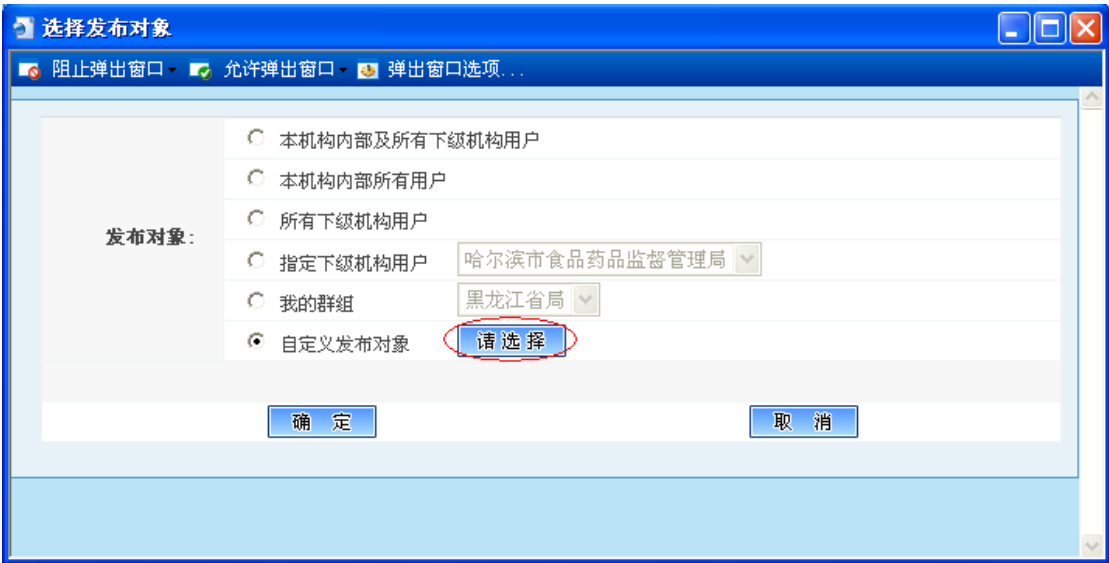 选择发布对象
阻止弹出窗口 允许弹出窗口 弹出窗口选项...
本机构内部及所有下级机构用户
本机构内部所有用户
所有下级机构用户
发布对象:
指定下级机构用户 哈尔滨市食品药品监督管理局
我的群组 黑龙江省局
自定义发布对象 请选择
确 定 取 消